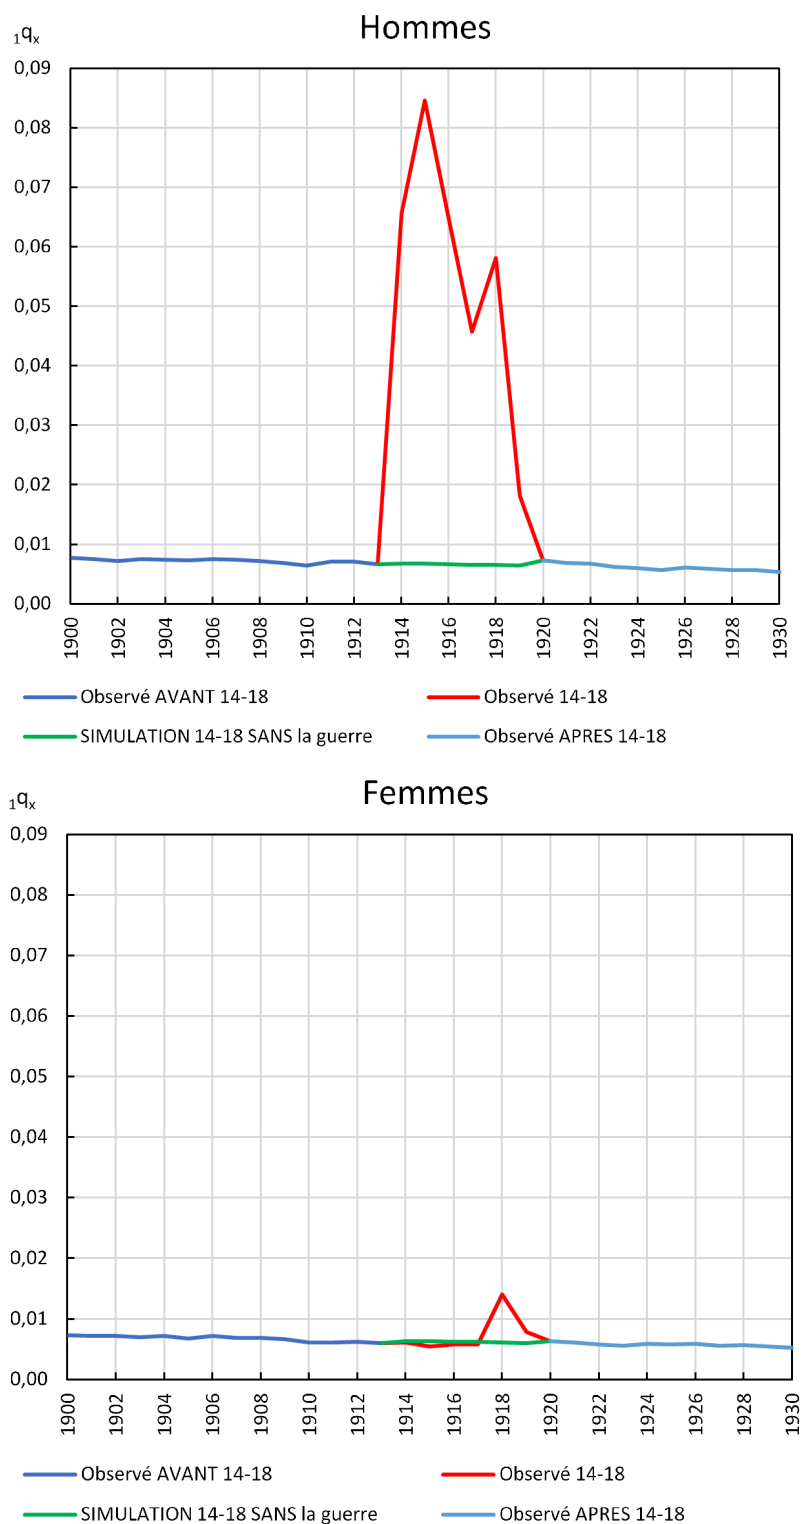 Hommes
₁qₓ
0,09
0,08
0,07
0,06
0,05
0,04
0,03
0,02
0,01
0,00
1900 1902 1904 1906 1908 1910 1912 1914 1916 1918 1920 1922 1924 1926 1928 1930
Observé AVANT 14-18 Observé 14-18
SIMULATION 14-18 SANS la guerre Observé APRES 14-18
Femmes
₁qₓ
0,09
0,08
0,07
0,06
0,05
0,04
0,03
0,02
0,01
0,00
1900 1902 1904 1906 1908 1910 1912 1914 1916 1918 1920 1922 1924 1926 1928 1930
Observé AVANT 14-18 Observé 14-18
SIMULATION 14-18 SANS la guerre Observé APRES 14-18